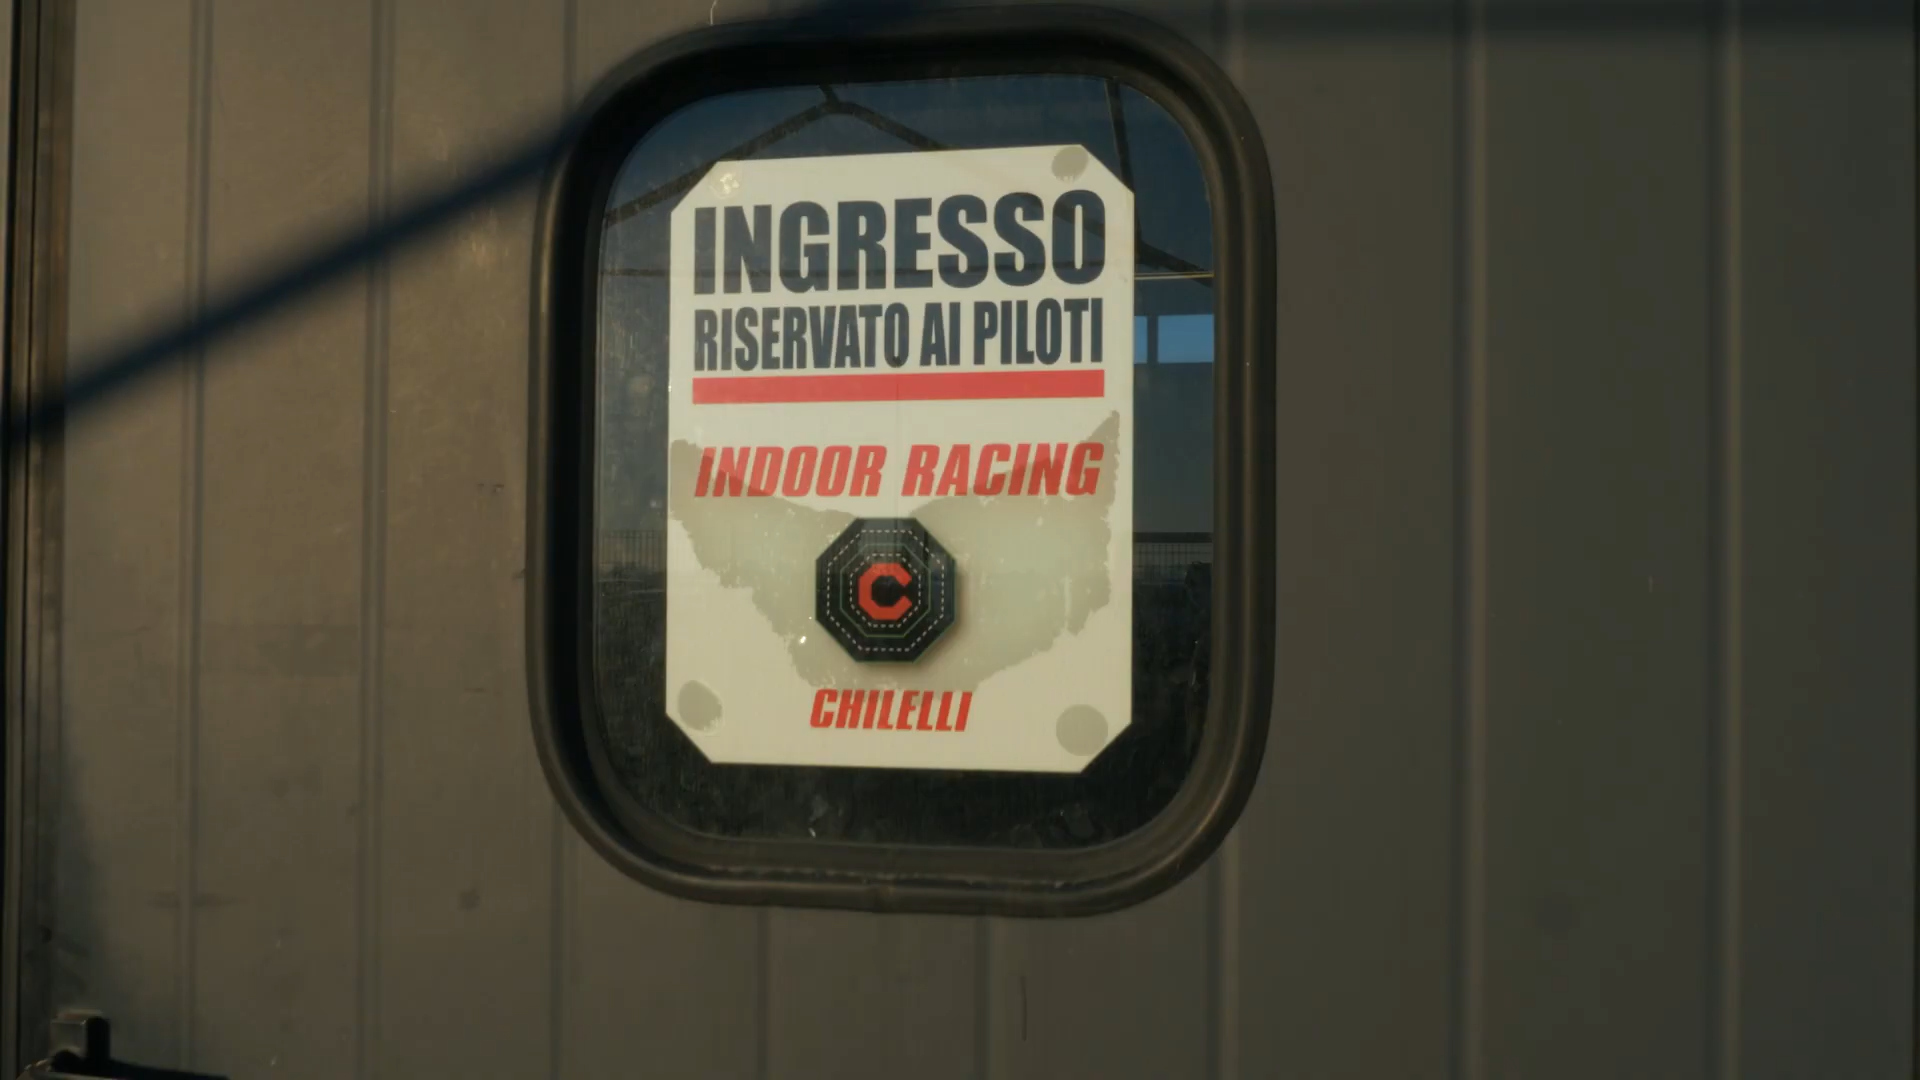 INGRESSO
RISERVATO AI PILOTI
INDOOR RACING
C
CHILELLI